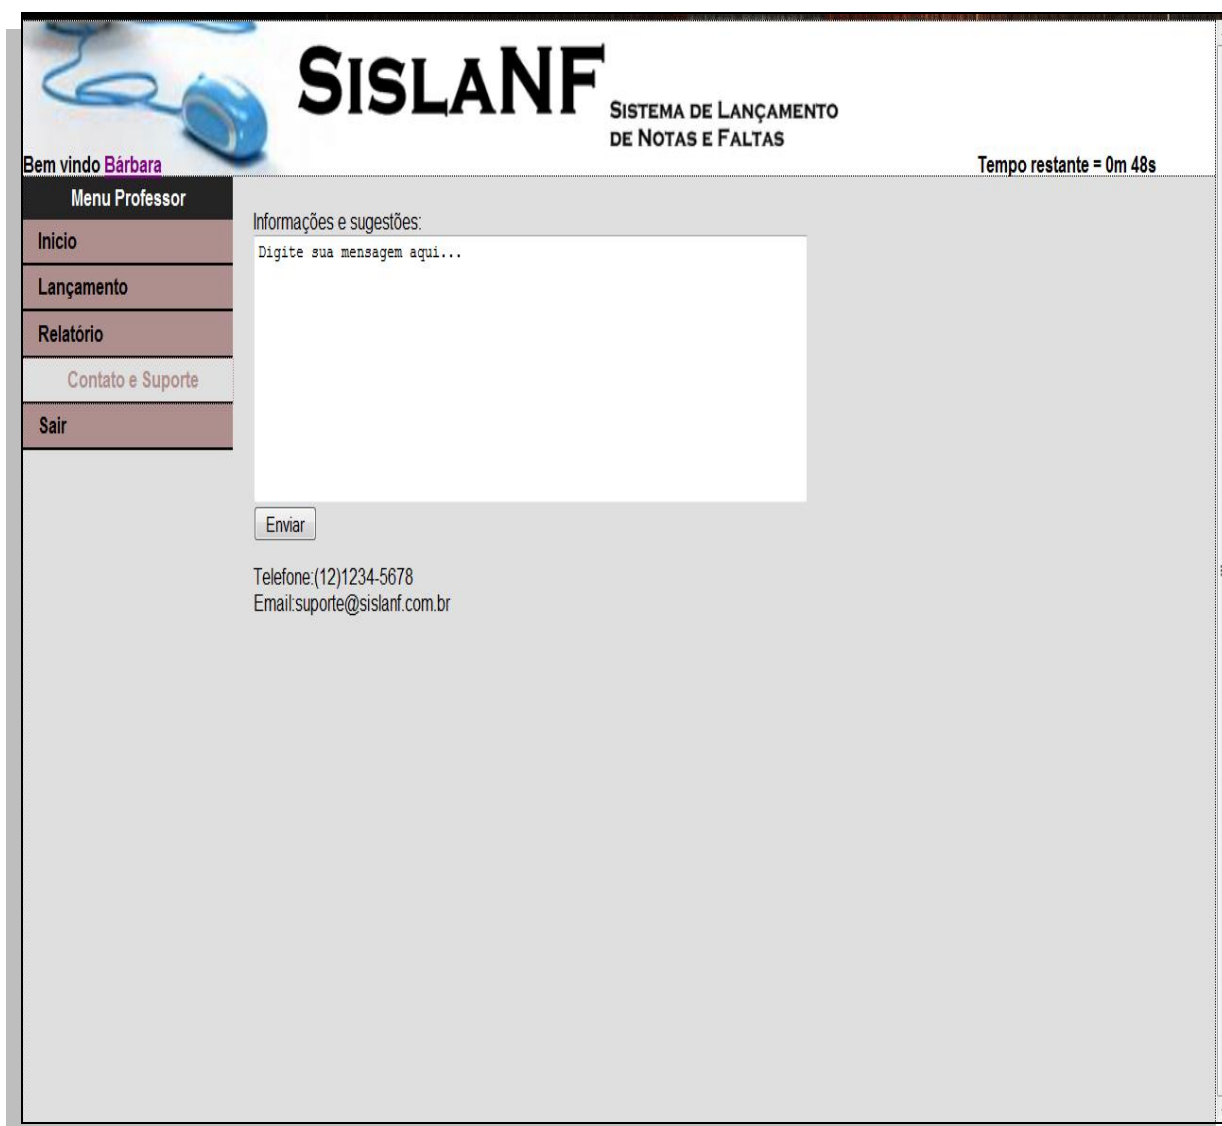 SISLANF
SISTEMA DE LANÇAMENTO
DE NOTAS E FALTAS
Bem vindo Bárbara
Tempo restante = 0m 48s
Menu Professor
Inicio
Lançamento
Relatório
Contato e Suporte
Sair
Informações e sugestões:
Digite sua mensagem aqui...
Enviar
Telefone:(12)1234-5678
Email:suporte@sislanf.com.br